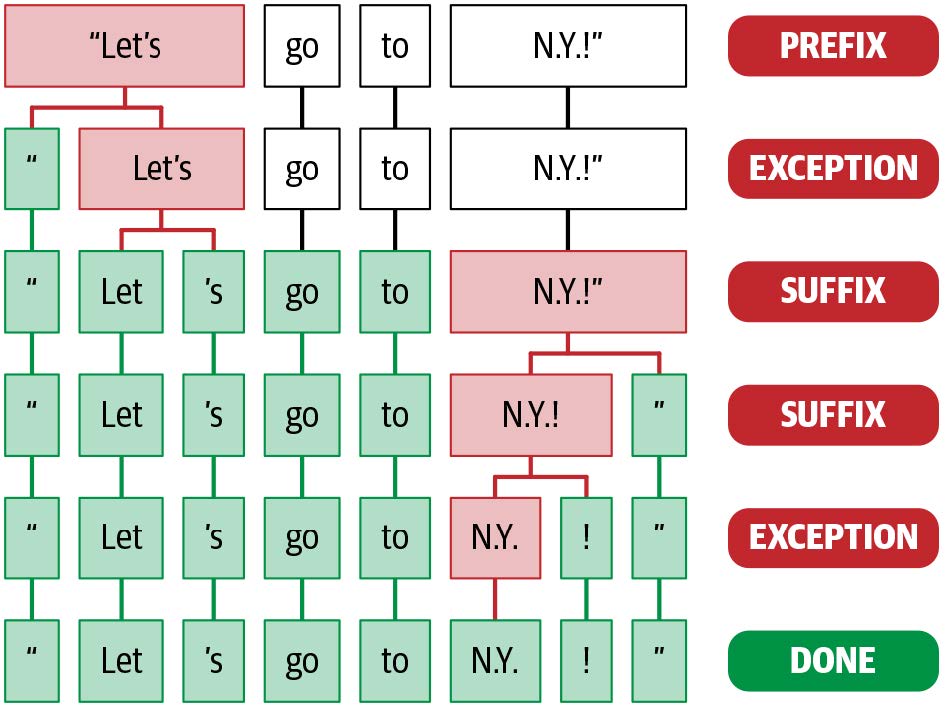 “Let’s go to N.Y.!” PREFIX
“ Let’s go to N.Y.!” EXCEPTION
“ Let ’s go to N.Y.!” SUFFIX
“ Let ’s go to N.Y.! ” SUFFIX
“ Let ’s go to N.Y. ! ” EXCEPTION
“ Let ’s go to N.Y. ! ” DONE